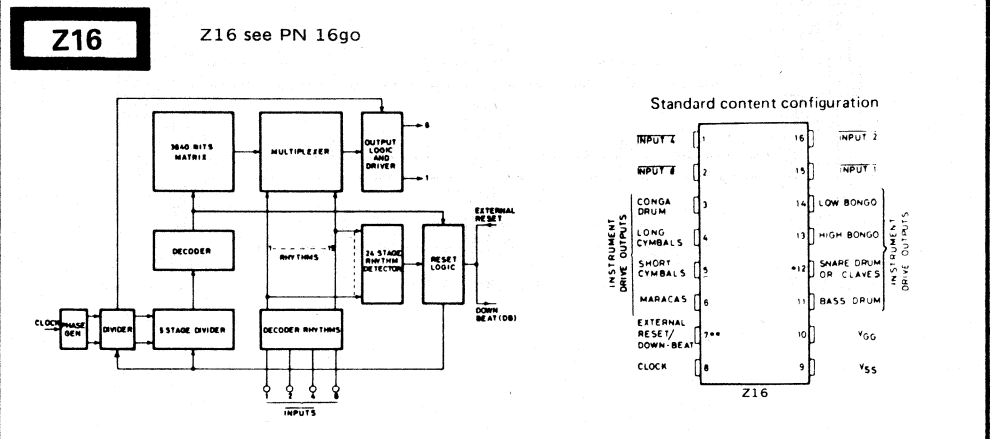 Z16
Z16 see PN 16go
3840 BITS
MATRIX
MULTIPLEXER
OUTPUT
LOGIC
AND
DRIVER
8
1
EXTERNAL
RESET
DECODER
RHYTHMS
24 STAGE
RHYTHM
DETECTOR
RESET
LOGIC
DOWN
BEAT (DB)
CLOCK
PHASE
GEN
DIVIDER
5 STAGE DIVIDER
DECODER RHYTHMS
1 2 4 8
INPUTS
Standard content configuration
INPUT 4 1 16 INPUT 2
INPUT 8 2 15 INPUT 1
CONGA
DRUM 3 14 LOW BONGO
LONG
CYMBALS 4 13 HIGH BONGO
SHORT
CYMBALS 5 *12 SNARE DRUM
OR CLAVES
MARACAS 6 11 BASS DRUM
EXTERNAL
RESET/
DOWN-BEAT 7** 10 VGG
CLOCK 8 9 VSS
INSTRUMENT
DRIVE OUTPUTS
INSTRUMENT
DRIVE OUTPUTS
Z16